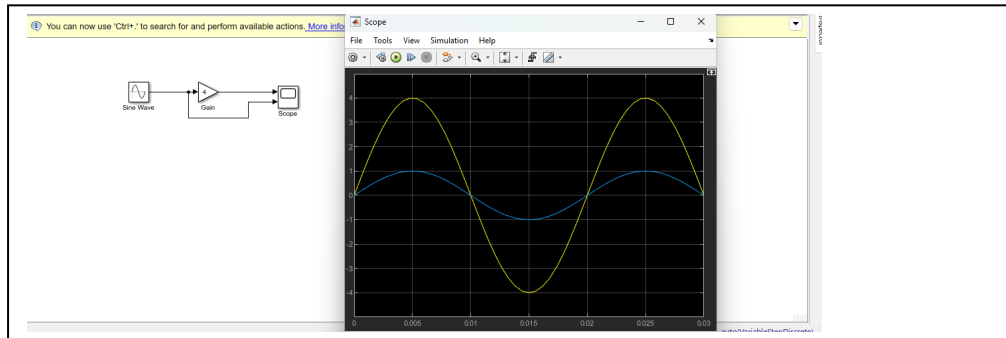 You can now use 'Ctrl+.' to search for and perform available actions. More info
Scope
File Tools View Simulation Help
4
Sine Wave
Gain
Scope
4
3
2
1
0
-1
-2
-3
-4
0 0.005 0.01 0.015 0.02 0.025 0.03
auto(VariableStepDiscrete)